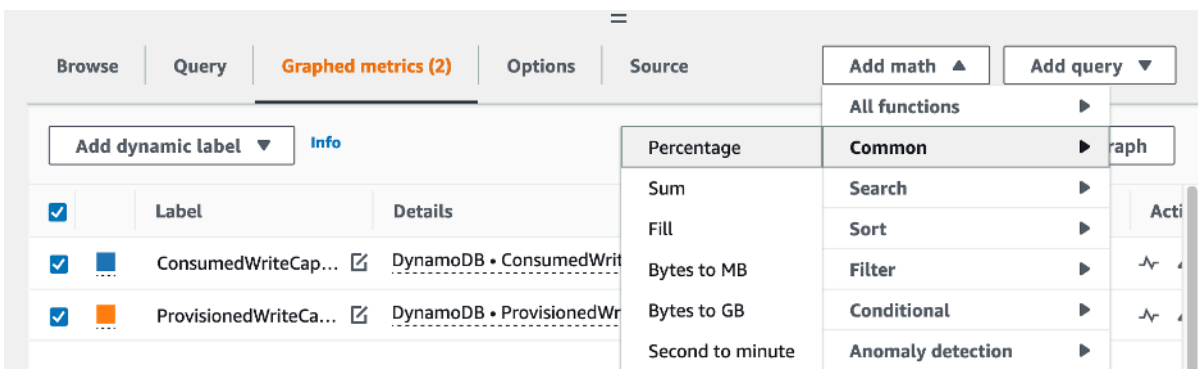 Browse Query Graphed metrics (2) Options Source Add math Add query
All functions
Add dynamic label Info Percentage Common raph
Sum Search
Label Details Fill Sort Acti
ConsumedWriteCap... DynamoDB • ConsumedWrit Bytes to MB Filter
ProvisionedWriteCa... DynamoDB • ProvisionedWr Bytes to GB Conditional
Second to minute Anomaly detection